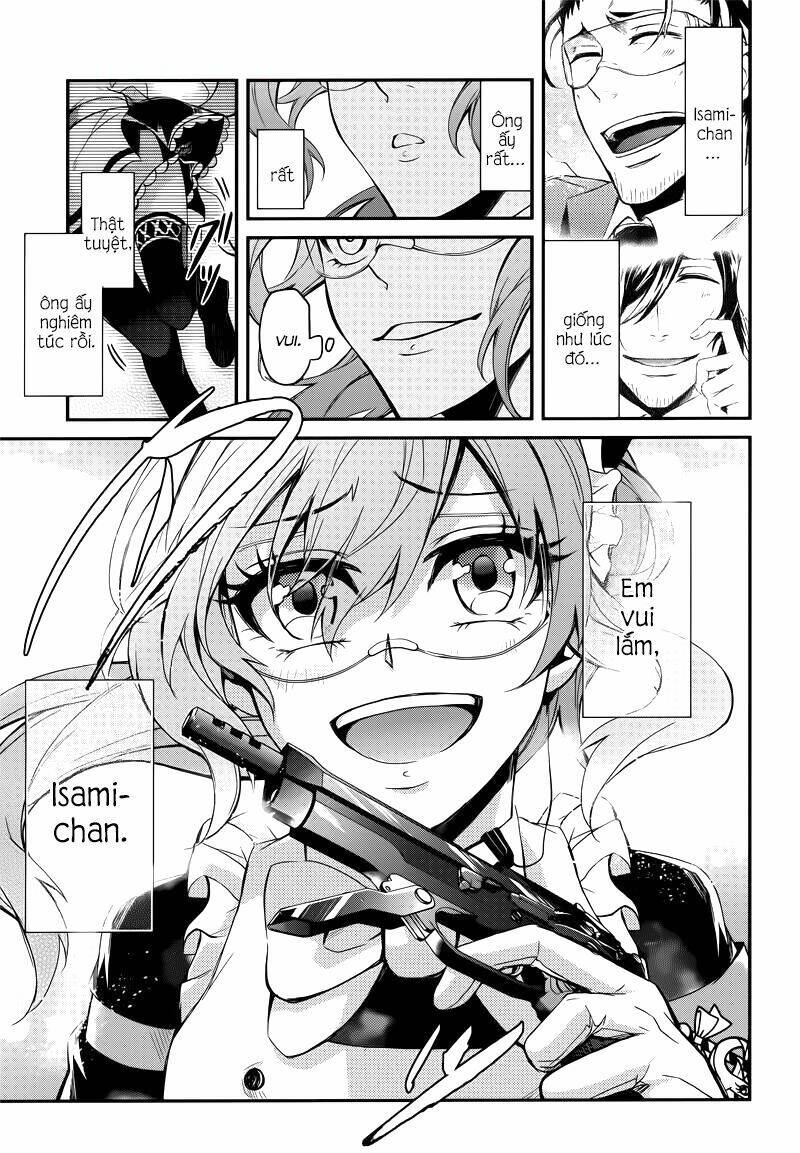 Isami-
chan
...
giống
như lúc
đó...
Ông
ấy
rất...
rất
vui.
Thật
tuyệt,
ông ấy
nghiêm
túc rồi.
Em
vui
lắm,
Isami-
chan.